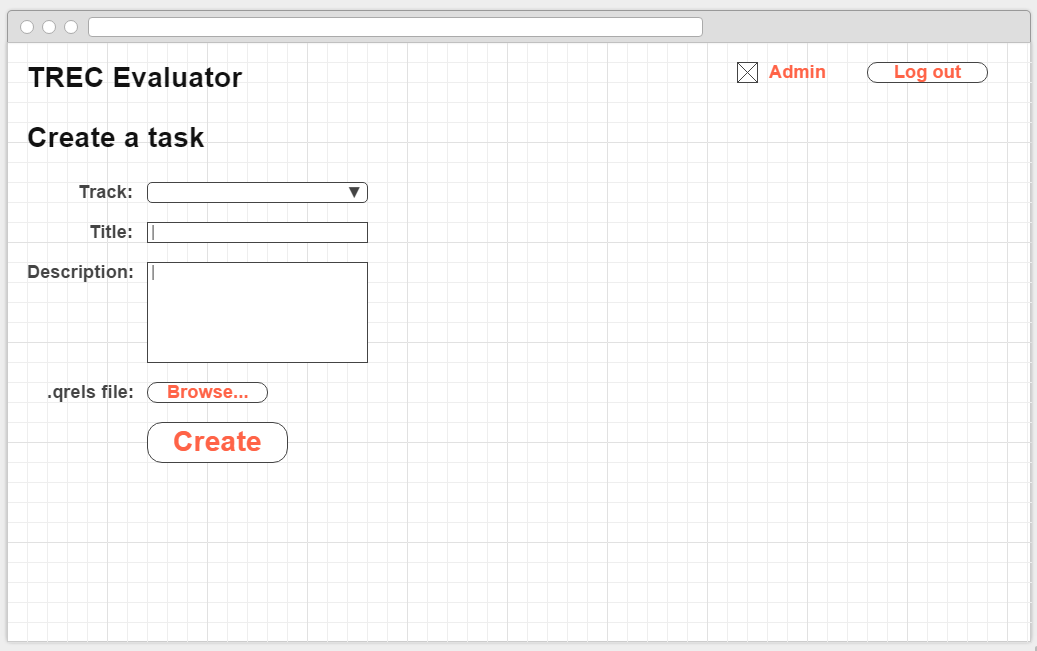 TREC Evaluator
Admin
Log out
Create a task
Track:
Title:
Description:
.qrels file:
Browse...
Create